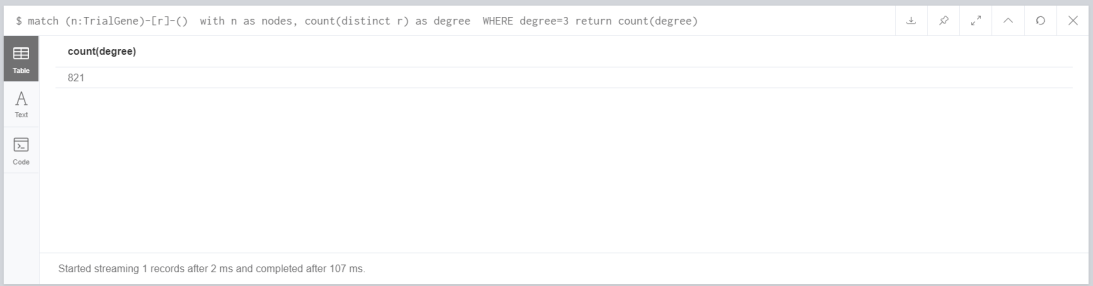 $ match (n:TrialGene)-[r]-() with n as nodes, count(distinct r) as degree WHERE degree=3 return count(degree)
count(degree)
Table
821
A
Text
Code
Started streaming 1 records after 2 ms and completed after 107 ms.